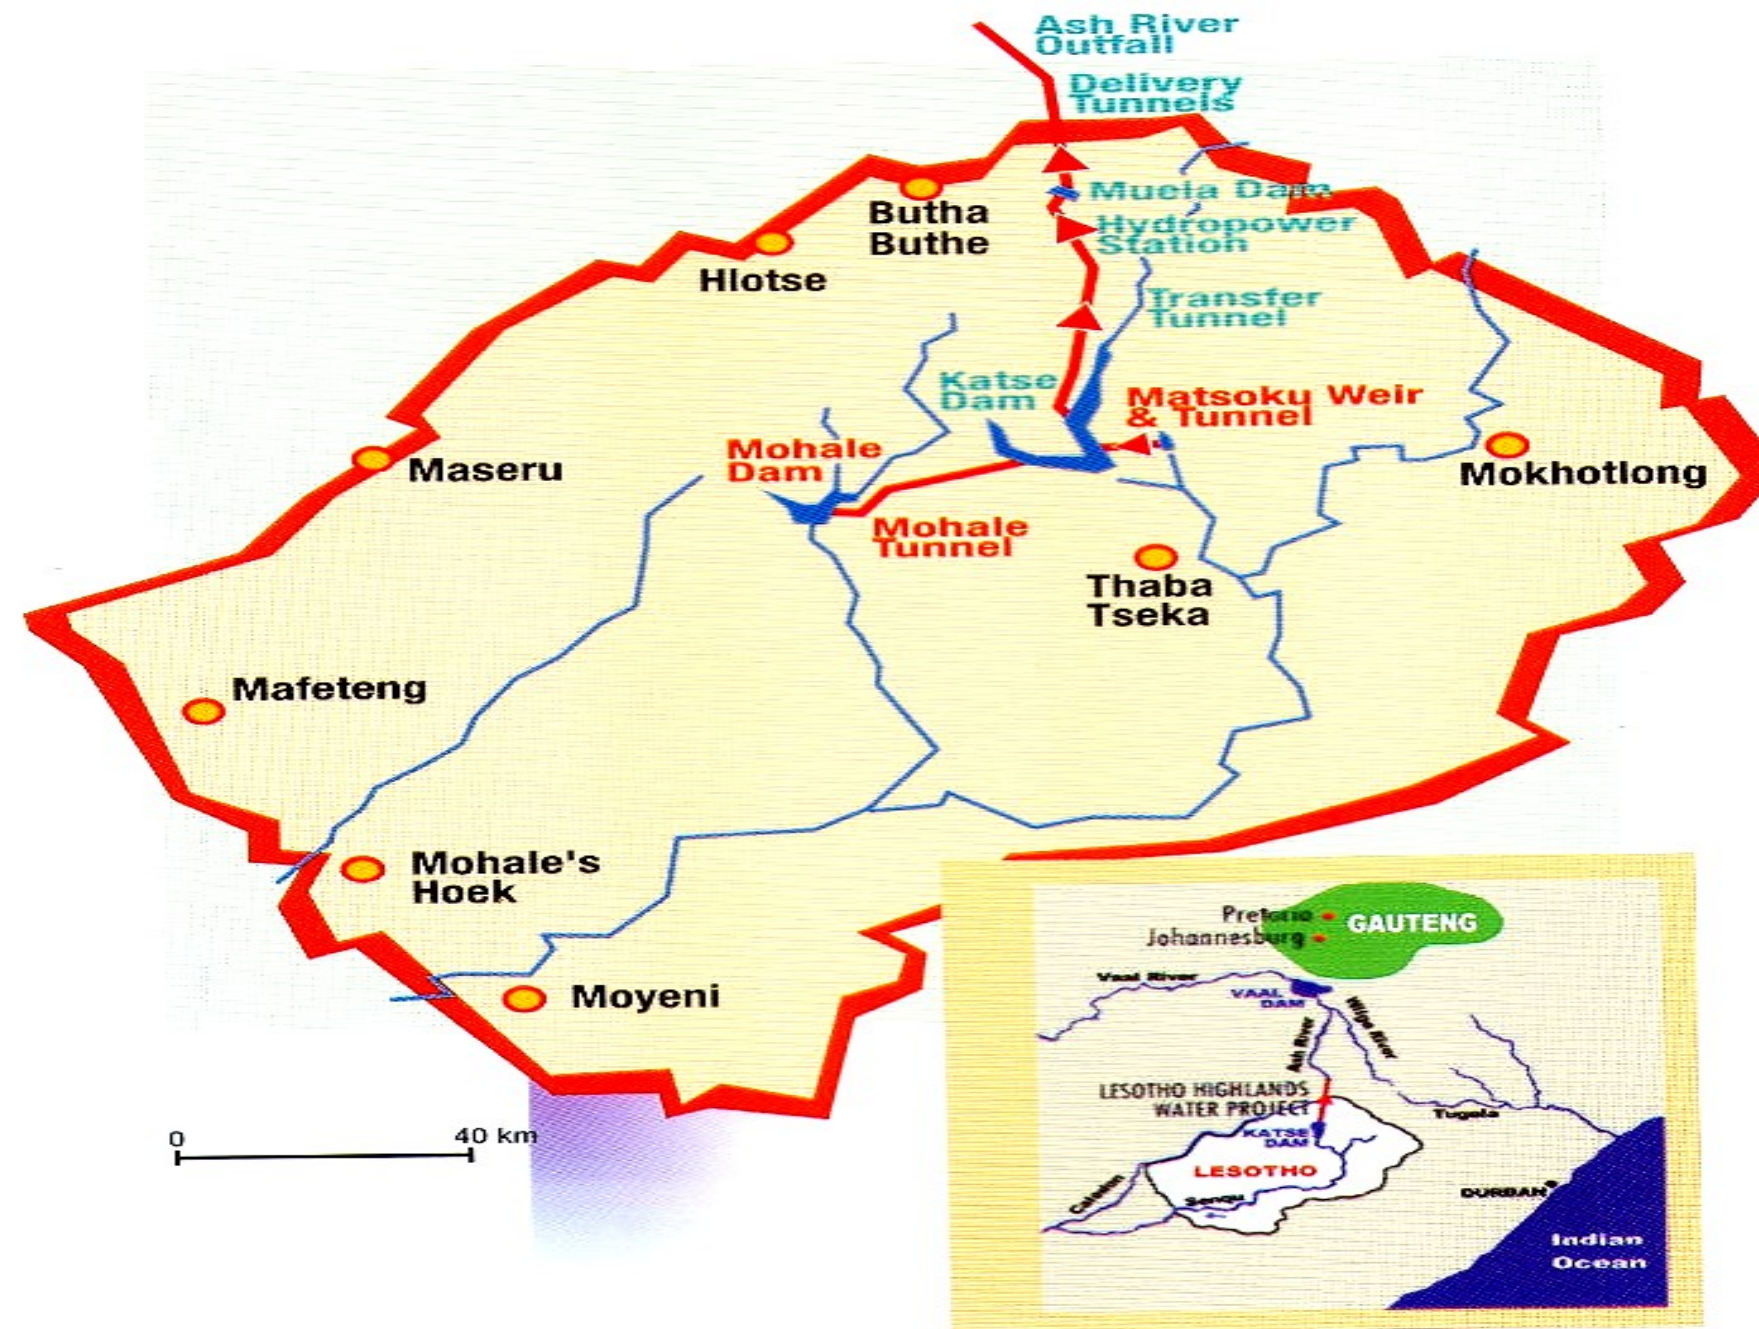 Ash River
Outfall
Delivery
Tunnels
Muela Dam
Hydropower
Station
Butha
Buthe
Hlotse
Transfer
Tunnel
Katse
Dam
Matsoku Weir
& Tunnel
Mohale
Dam
Maseru
Mokhotlong
Mohale
Tunnel
Thaba
Tseka
Mafeteng
Mohale's
Hoek
Moyeni
0 40 km
Pretoria
Johannesburg
GAUTENG
Vaal River
VAAL
DAM
Ash River
Wilge River
LESOTHO HIGHLANDS
WATER PROJECT
Tugela
KATSE
DAM
LESOTHO
Caledon
Senqu
DURBAN
Indian
Ocean